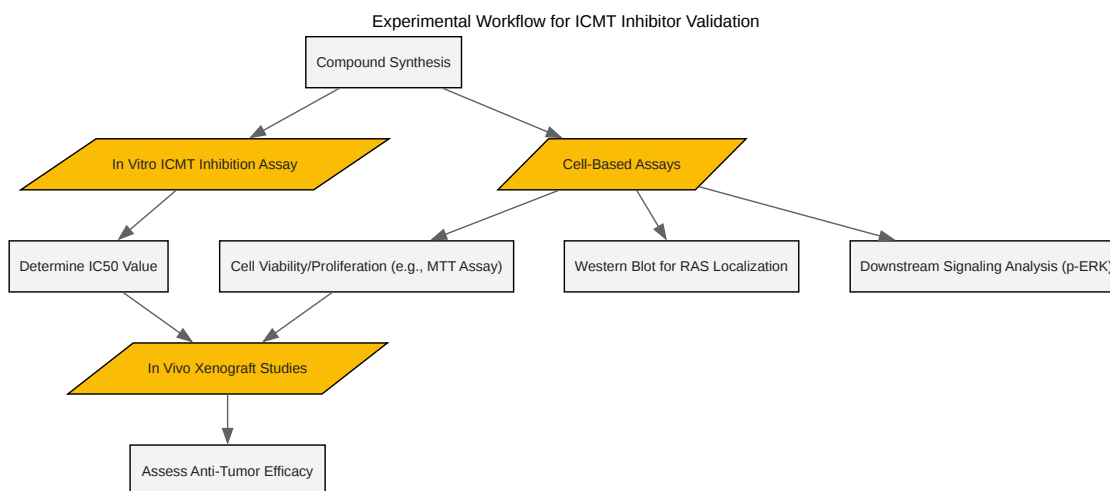 Experimental Workflow for ICMT Inhibitor Validation
Compound Synthesis
In Vitro ICMT Inhibition Assay
Cell-Based Assays
Determine IC50 Value
Cell Viability/Proliferation (e.g., MTT Assay)
Western Blot for RAS Localization
Downstream Signaling Analysis (p-ERK)
In Vivo Xenograft Studies
Assess Anti-Tumor Efficacy